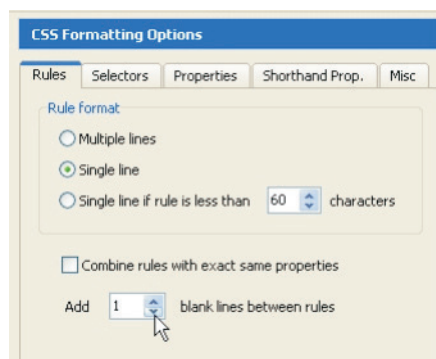 CSS Formatting Options
Rules Selectors Properties Shorthand Prop. Misc
Rule format
Multiple lines
Single line
Single line if rule is less than 60 characters
Combine rules with exact same properties
Add 1 blank lines between rules